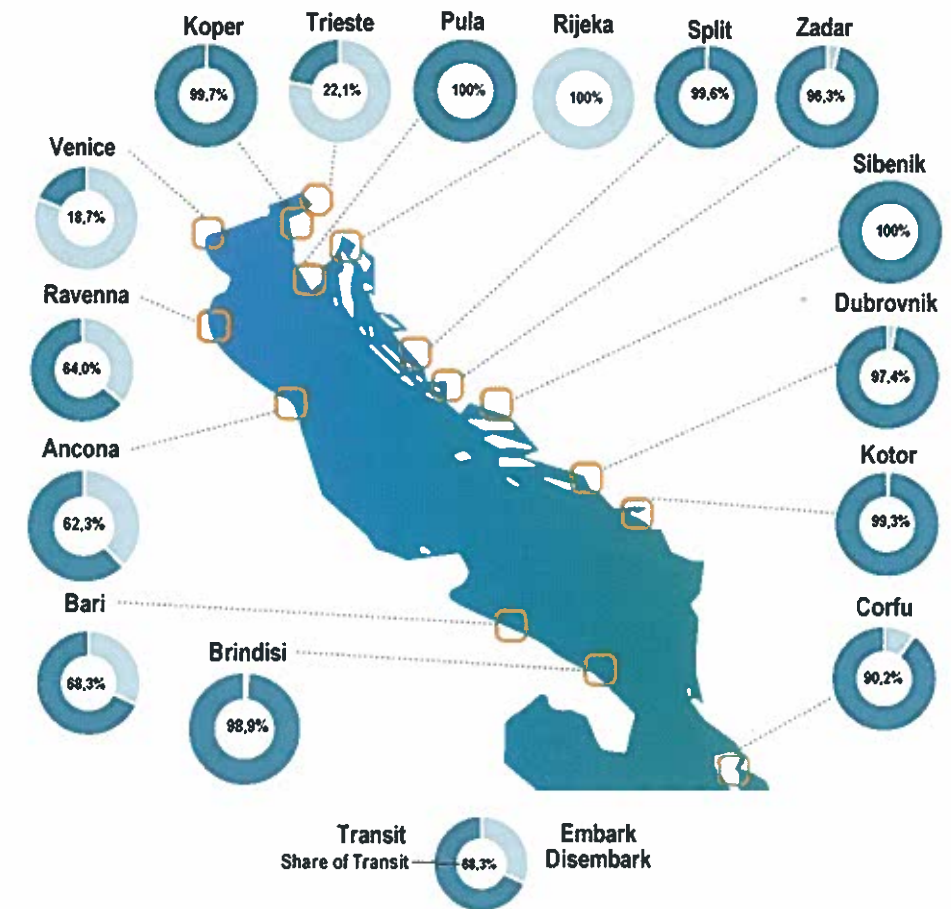 Koper
99.7%
Trieste
22,1%
Pula
100%
Rijeka
100%
Split
99,6%
Zadar
96,3%
Venice
18,7%
Sibenik
100%
Ravenna
64,0%
Dubrovnik
97,4%
Ancona
62,3%
Kotor
99,3%
Bari
68,3%
Brindisi
98,9%
Corfu
90,2%
Transit
Share of Transit
68,3%
Embark
Disembark